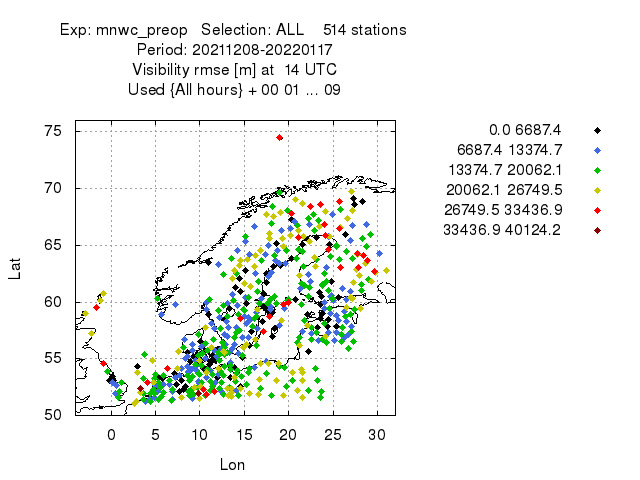 Exp: mnwc_preop Selection: ALL 514 stations
Period: 20211208-20220117
Visibility rmse [m] at 14 UTC
Used {All hours} + 00 01 ... 09
0.0 6687.4
6687.4 13374.7
13374.7 20062.1
20062.1 26749.5
26749.5 33436.9
33436.9 40124.2
75
70
65
60
55
50
Lat
0 5 10 15 20 25 30
Lon